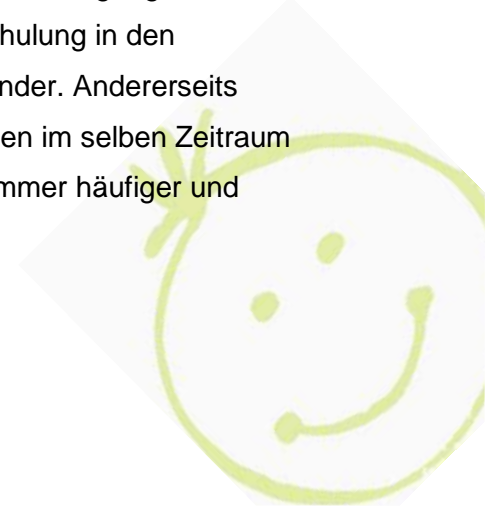 hulung in den
nder. Andererseits
en im selben Zeitraum
mmer häufiger und